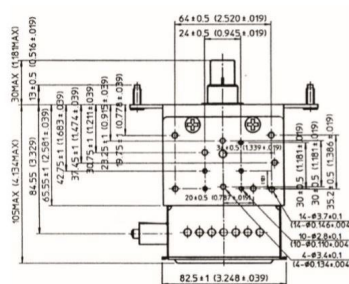 64±0.5 (2.520±.019)
24±0.5 (0.945±.019)
30MAX (1.181MAX)
13±0.5 (0.516±.019)
105MAX (4.134MAX)
84.55 (3.329)
65.55±1 (2.581±.039)
42.75±1 (1.683±.039)
37.45±1 (1.474±.039)
30.75±1 (1.211±.039)
23.25±1 (0.915±.039)
19.75±1 (0.778±.039)
34±0.5 (1.339±.019)
20±0.5 (0.787±.019)
30±0.5 (1.181±.019)
30±0.5 (1.181±.019)
35.2±0.5 (1.386±.019)
14-Ø3.7±0.1
(14-Ø0.146±.004)
10-Ø2.8±0.1
(10-Ø0.110±.004)
4-Ø3.4±0.1
(4-Ø0.134±.004)
82.5±1 (3.248±.039)